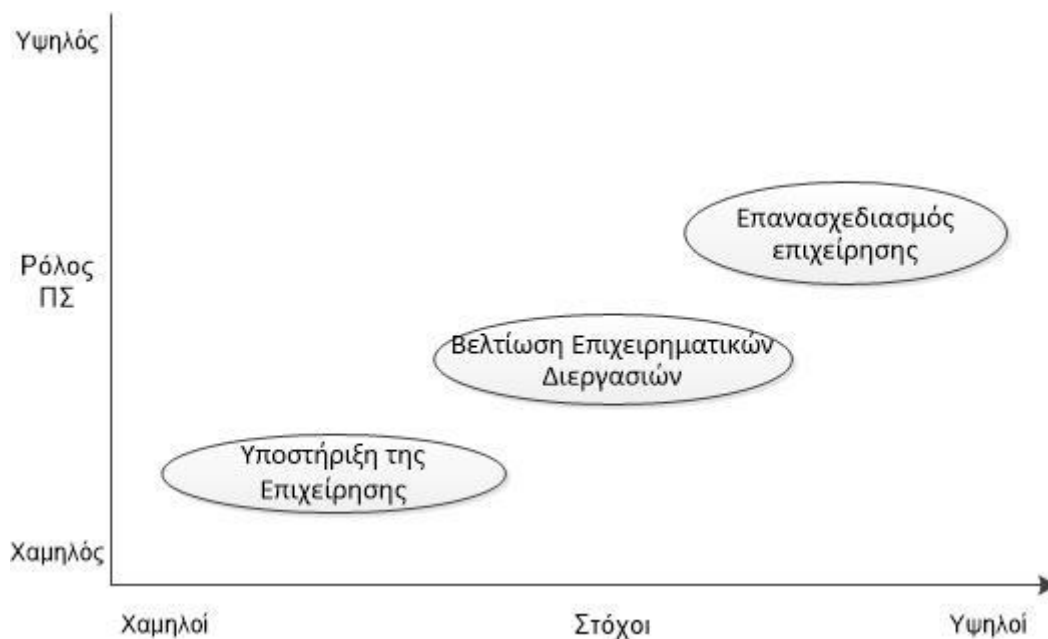 Υψηλός
Επανασχεδιασμός
επιχείρησης
Ρόλος
ΠΣ
Βελτίωση Επιχειρηματικών
Διεργασιών
Υποστήριξη της
Επιχείρησης
Χαμηλός
Χαμηλοί
Στόχοι
Υψηλοί